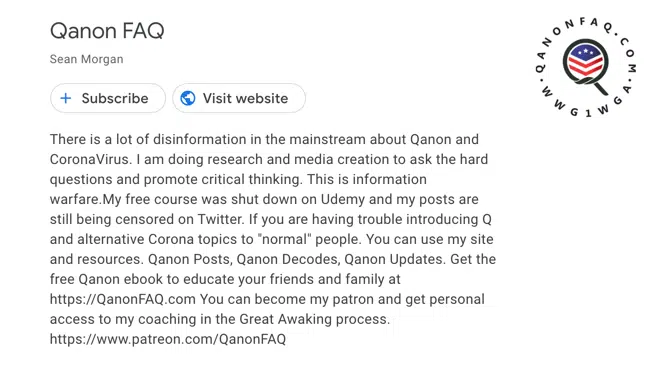 Qanon FAQ
Sean Morgan
+ Subscribe
Visit website
QANONFAQ.COM
WWG1WGA
There is a lot of disinformation in the mainstream about Qanon and
CoronaVirus. I am doing research and media creation to ask the hard
questions and promote critical thinking. This is information
warfare.My free course was shut down on Udemy and my posts are
still being censored on Twitter. If you are having trouble introducing Q
and alternative Corona topics to "normal" people. You can use my site
and resources. Qanon Posts, Qanon Decodes, Qanon Updates. Get the
free Qanon ebook to educate your friends and family at
https://QanonFAQ.com You can become my patron and get personal
access to my coaching in the Great Awaking process.
https://www.patreon.com/QanonFAQ